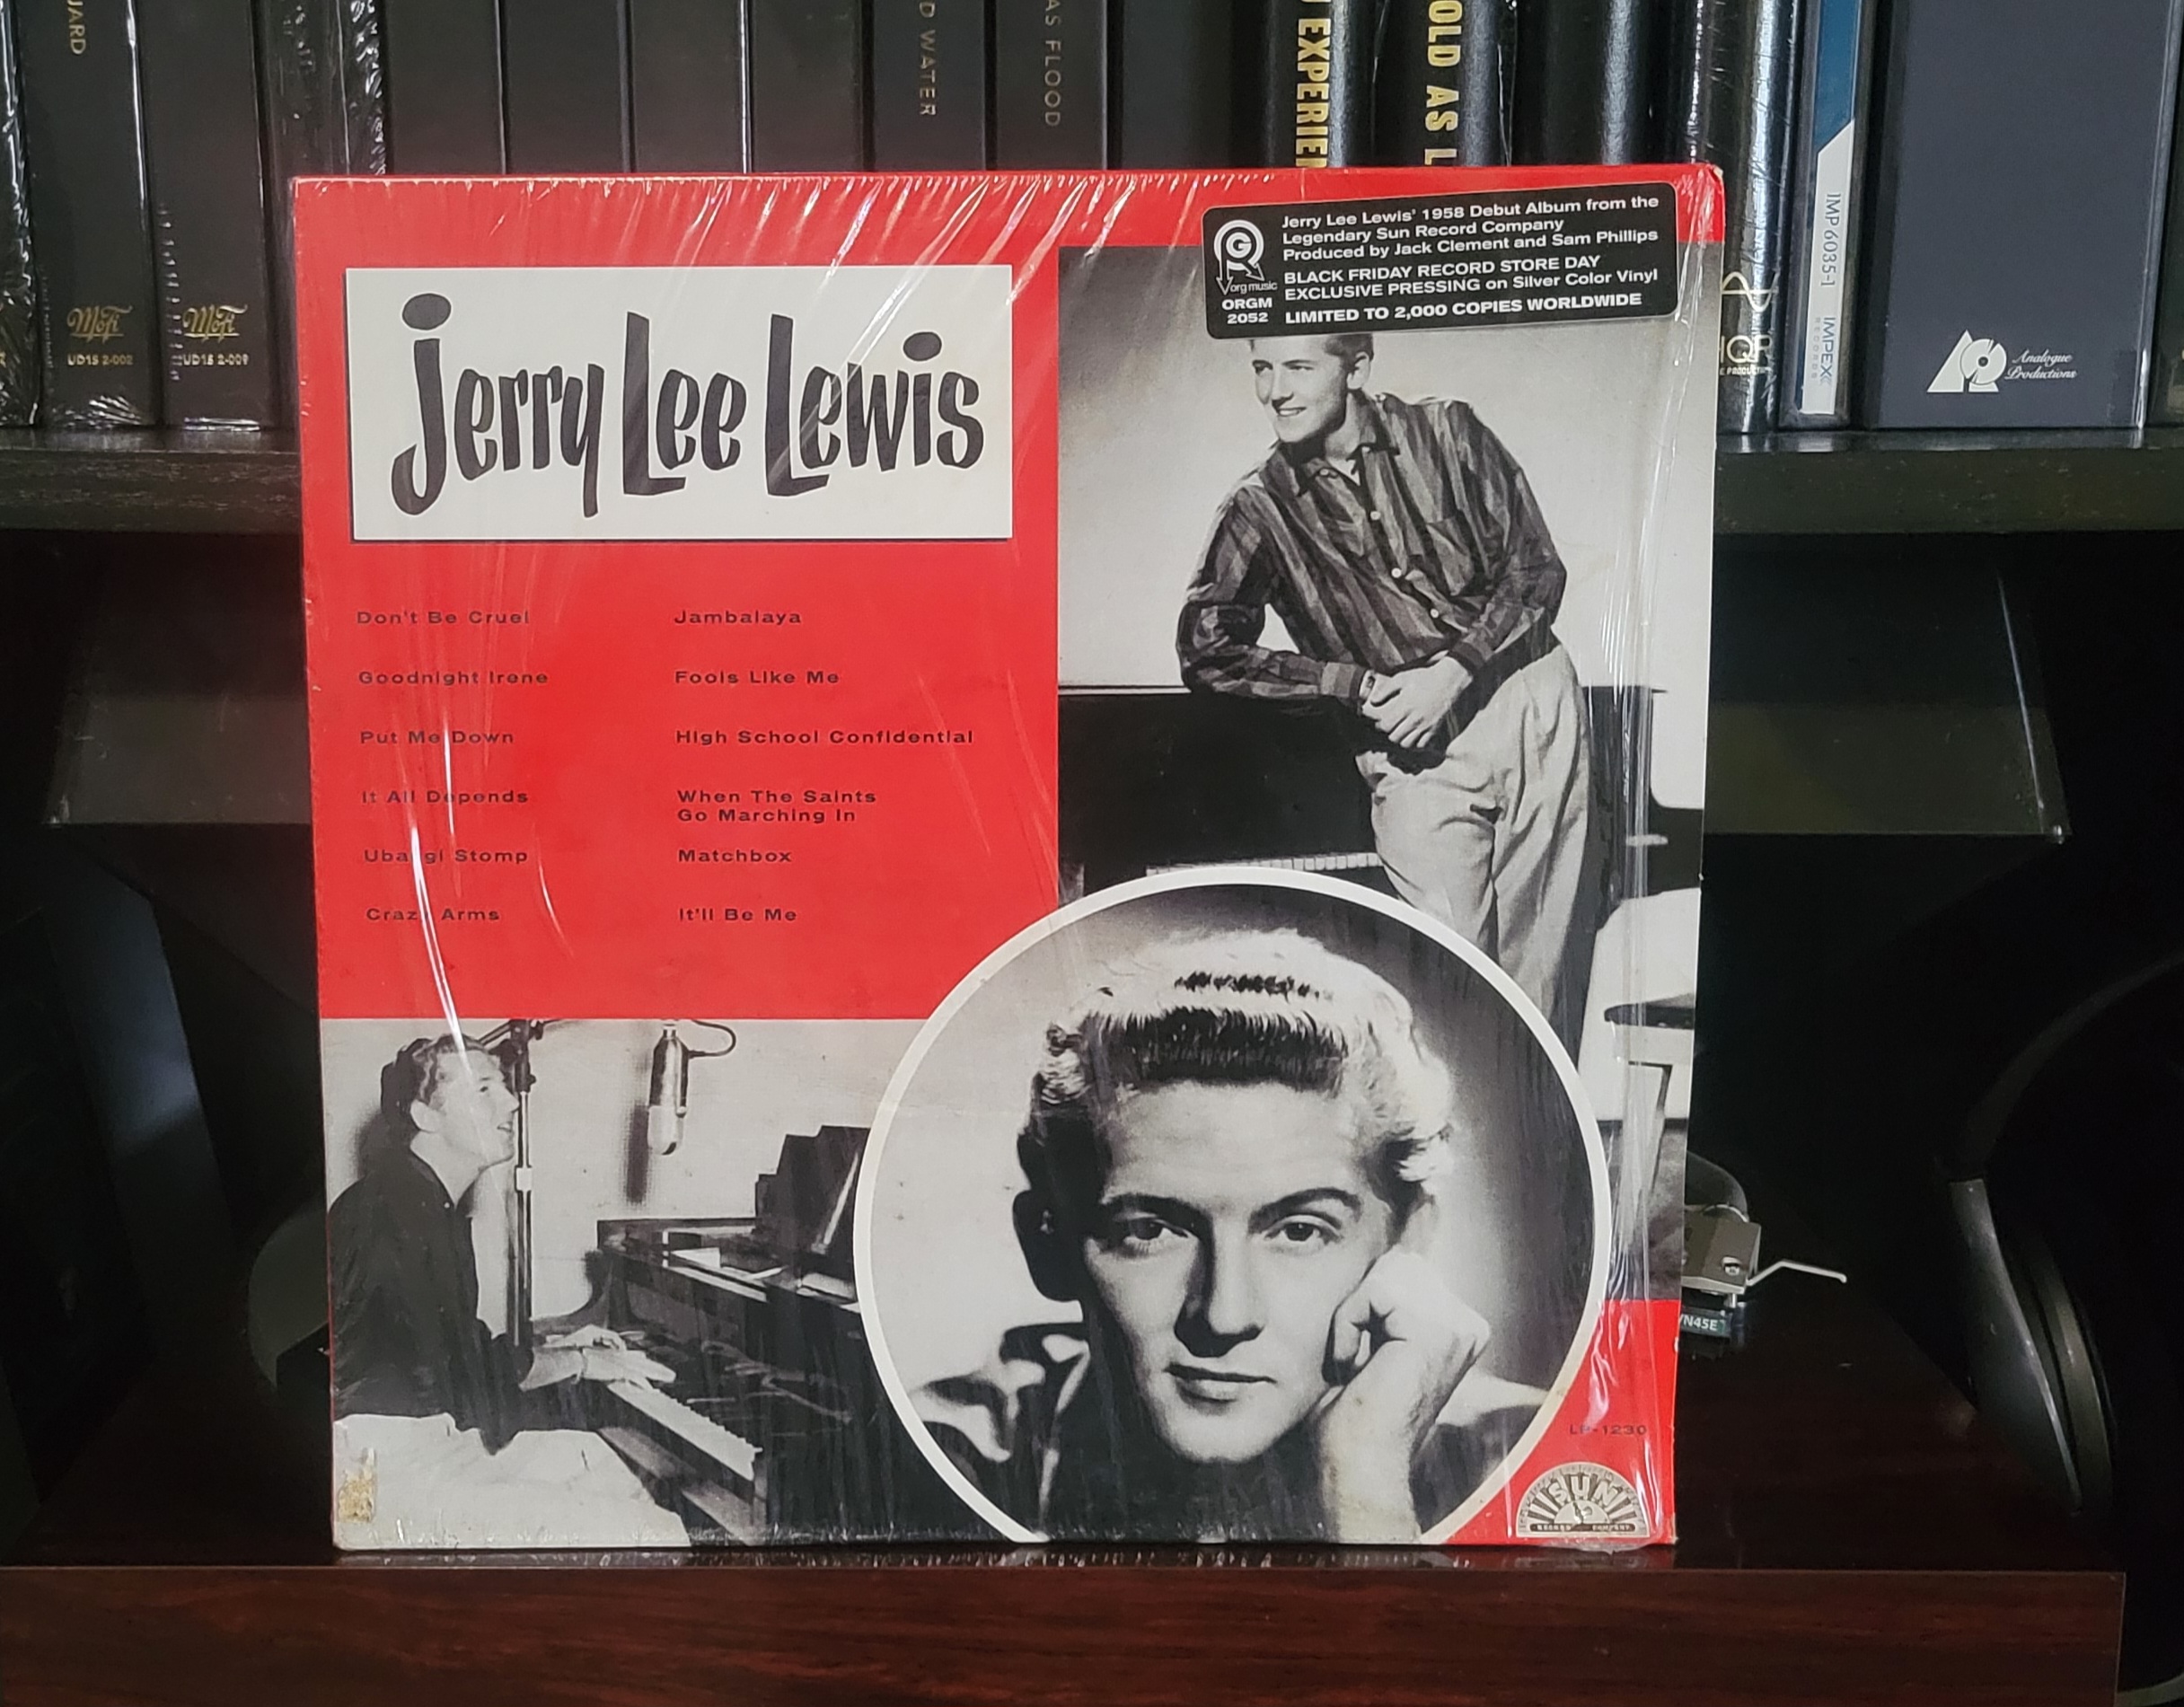 UARD
D WATER
AS FLOOD
EXPERIEN
OLD AS L
MoFi
UD1S 2-002
MoFi
UD1S 2-009
IMP 6035-1
IMPEX
RECORDS
Analogue
Productions
Jerry Lee Lewis' 1958 Debut Album from the
Legendary Sun Record Company
Produced by Jack Clement and Sam Phillips
BLACK FRIDAY RECORD STORE DAY
EXCLUSIVE PRESSING on Silver Color Vinyl
LIMITED TO 2,000 COPIES WORLDWIDE
org music
ORGM
2052
Jerry Lee Lewis
Don't Be Cruel
Goodnight Irene
Put Me Down
It All Depends
Ubangi Stomp
Crazy Arms
Jambalaya
Fools Like Me
High School Confidential
When The Saints
Go Marching In
Matchbox
It'll Be Me
VN45E
LP-1230
SUN
RECORD COMPANY